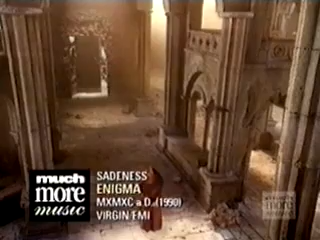 much
more
music
SADENESS
ENIGMA
MXMXC a.D. (1990)
VIRGIN/EMI